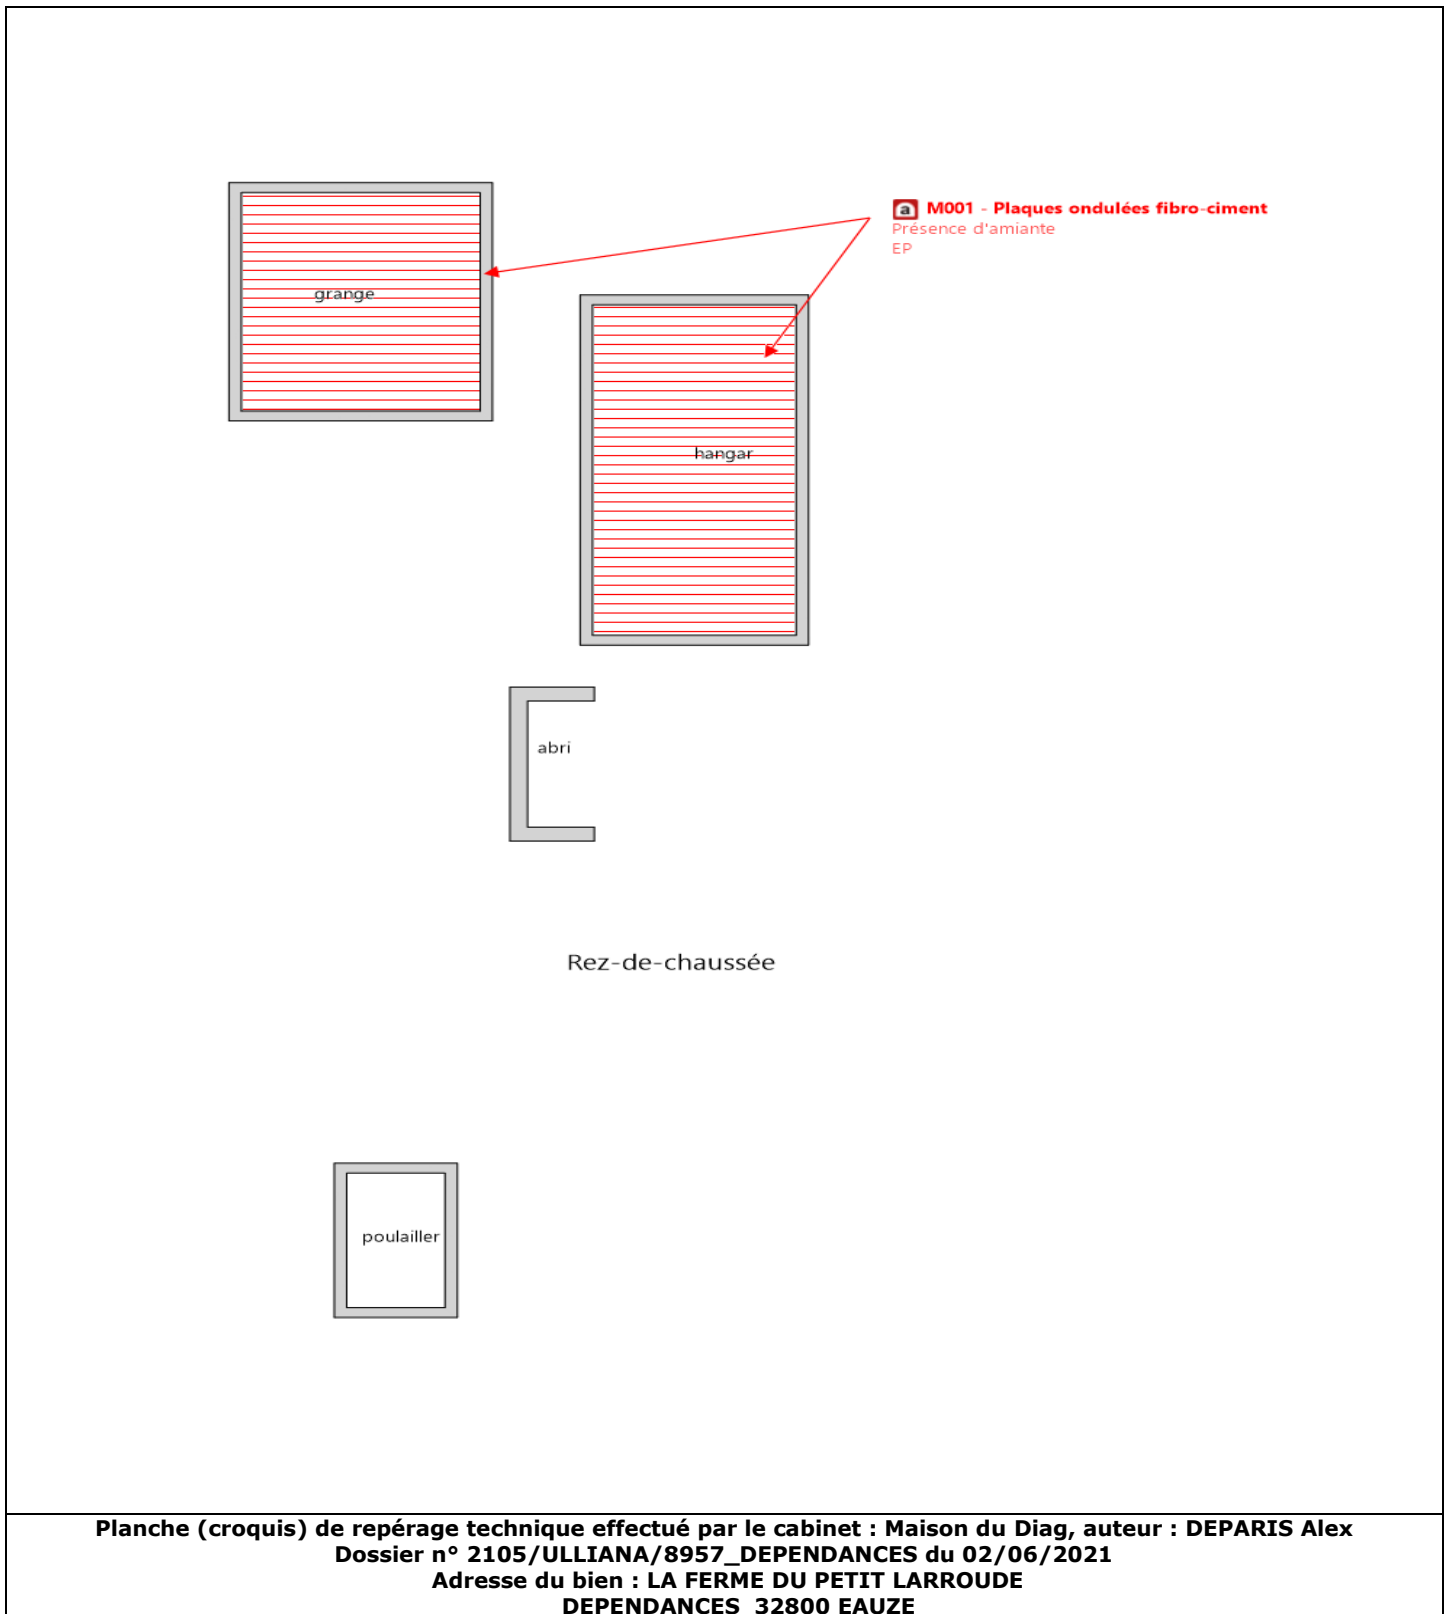 a M001 - Plaques ondulées fibro-ciment
Présence d'amiante
EP
grange
hangar
abri
Rez-de-chaussée
poulailler
Planche (croquis) de repérage technique effectué par le cabinet : Maison du Diag, auteur : DEPARIS Alex
Dossier n° 2105/ULLIANA/8957_DEPENDANCES du 02/06/2021
Adresse du bien : LA FERME DU PETIT LARROUDE
DEPENDANCES 32800 EAUZE